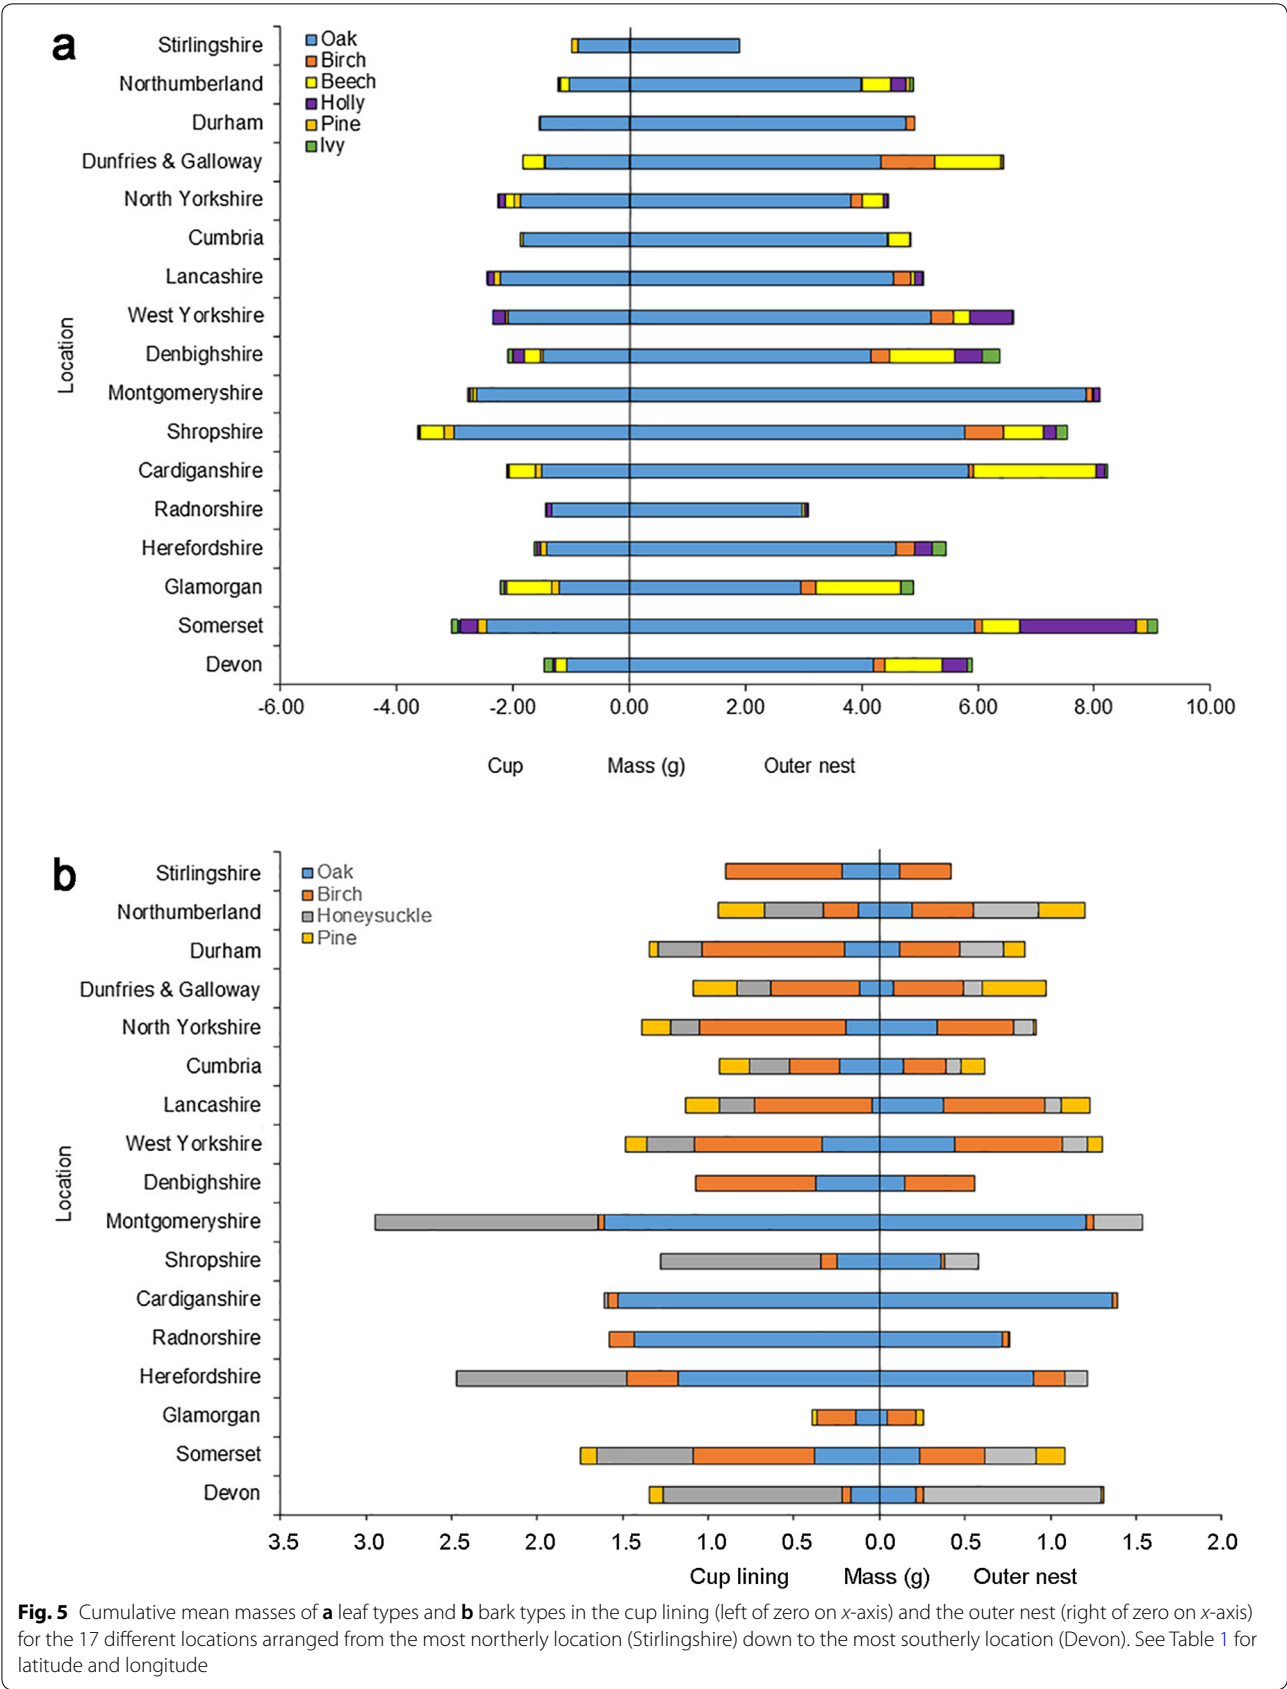 a
Oak
Birch
Beech
Holly
Pine
Ivy
Location
Stirlingshire
Northumberland
Durham
Dunfries & Galloway
North Yorkshire
Cumbria
Lancashire
West Yorkshire
Denbighshire
Montgomeryshire
Shropshire
Cardiganshire
Radnorshire
Herefordshire
Glamorgan
Somerset
Devon
-6.00 -4.00 -2.00 0.00 2.00 4.00 6.00 8.00 10.00
Cup Mass (g) Outer nest
b
Oak
Birch
Honeysuckle
Pine
Location
Stirlingshire
Northumberland
Durham
Dunfries & Galloway
North Yorkshire
Cumbria
Lancashire
West Yorkshire
Denbighshire
Montgomeryshire
Shropshire
Cardiganshire
Radnorshire
Herefordshire
Glamorgan
Somerset
Devon
3.5 3.0 2.5 2.0 1.5 1.0 0.5 0.0 0.5 1.0 1.5 2.0
Cup lining Mass (g) Outer nest
Fig. 5 Cumulative mean masses of a leaf types and b bark types in the cup lining (left of zero on x-axis) and the outer nest (right of zero on x-axis)
for the 17 different locations arranged from the most northerly location (Stirlingshire) down to the most southerly location (Devon). See Table 1 for
latitude and longitude